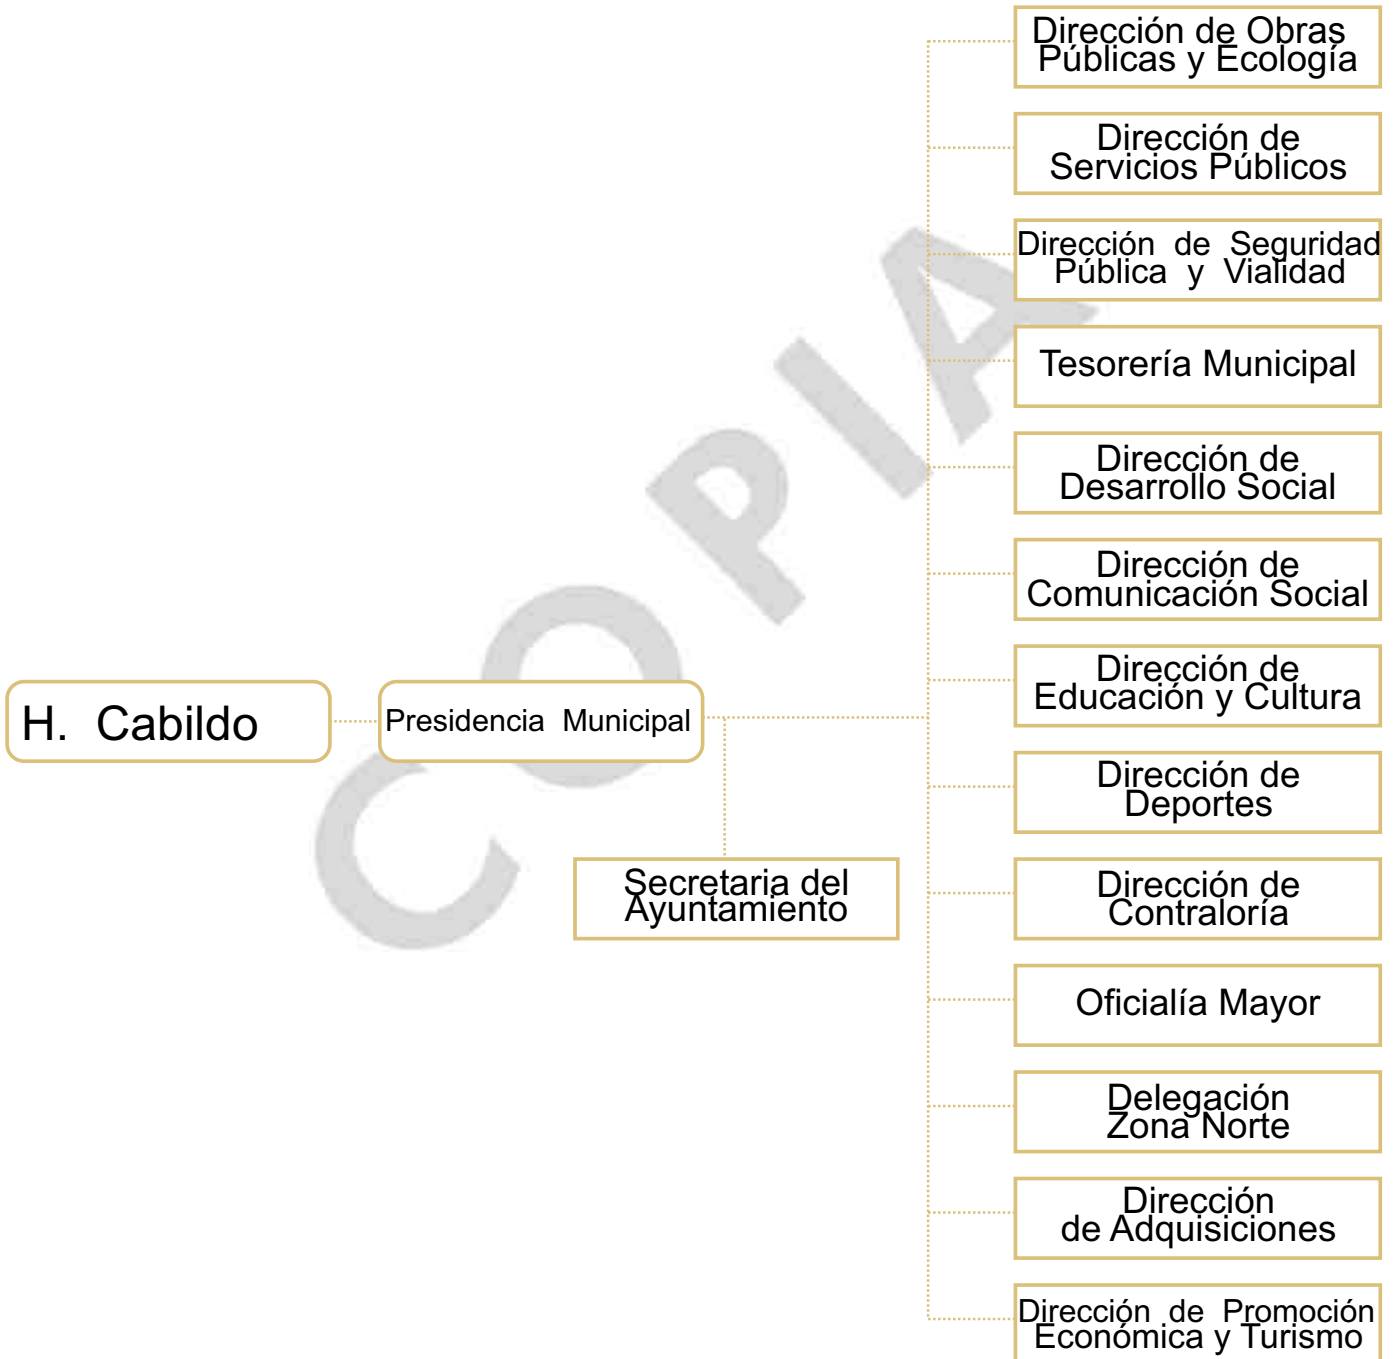 Dirección de Obras
Públicas y Ecología
Dirección de
Servicios Públicos
Dirección de Seguridad
Pública y Vialidad
Tesorería Municipal
Dirección de
Desarrollo Social
Dirección de
Comunicación Social
Dirección de
Educación y Cultura
H. Cabildo
Presidencia Municipal
Dirección de
Deportes
Secretaria del
Ayuntamiento
Dirección de
Contraloría
Oficialía Mayor
Delegación
Zona Norte
Dirección
de Adquisiciones
Dirección de Promoción
Económica y Turismo
COPIA